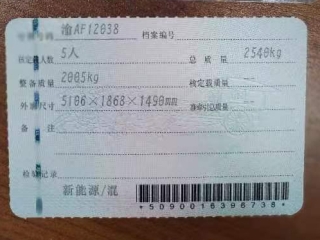 号牌号码 渝AF12038 档案编号
核定载人数 5人 总质量 2540kg
整备质量 2005kg 核定载质量 --
外廓尺寸 5106×1868×1490mm 准牵引总质量 --
备注
检验记录
新能源/混
*5090016396738*